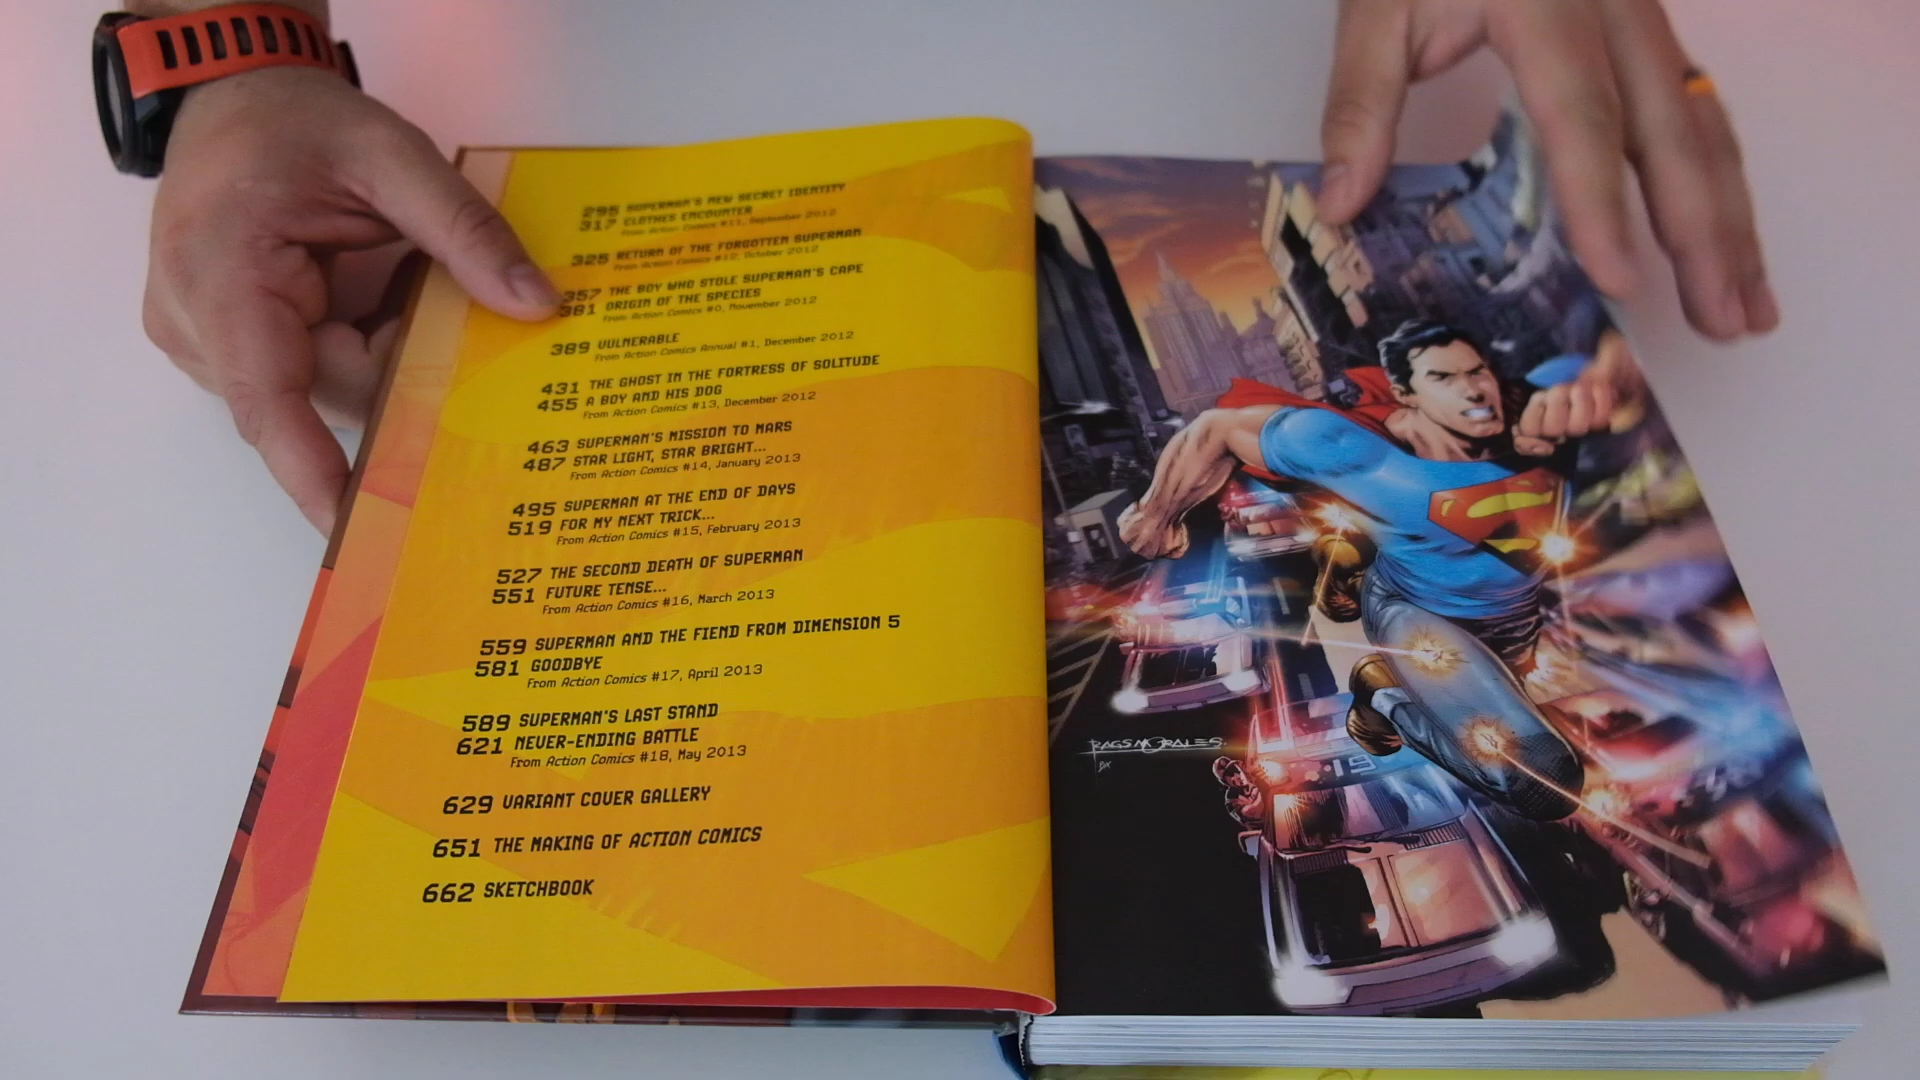 295 SUPERMAN'S NEW SECRET IDENTITY
317 CLOTHES ENCOUNTER
From Action Comics #11, September 2012
325 RETURN OF THE FORGOTTEN SUPERMAN
From Action Comics #12, October 2012
357 THE BOY WHO STOLE SUPERMAN'S CAPE
381 ORIGIN OF THE SPECIES
From Action Comics #0, November 2012
389 VULNERABLE
From Action Comics Annual #1, December 2012
431 THE GHOST IN THE FORTRESS OF SOLITUDE
455 A BOY AND HIS DOG
From Action Comics #13, December 2012
463 SUPERMAN'S MISSION TO MARS
487 STAR LIGHT, STAR BRIGHT...
From Action Comics #14, January 2013
495 SUPERMAN AT THE END OF DAYS
519 FOR MY NEXT TRICK...
From Action Comics #15, February 2013
527 THE SECOND DEATH OF SUPERMAN
551 FUTURE TENSE...
From Action Comics #16, March 2013
559 SUPERMAN AND THE FIEND FROM DIMENSION 5
581 GOODBYE
From Action Comics #17, April 2013
589 SUPERMAN'S LAST STAND
621 NEVER-ENDING BATTLE
From Action Comics #18, May 2013
629 VARIANT COVER GALLERY
651 THE MAKING OF ACTION COMICS
662 SKETCHBOOK
S
RAGS MORALES
19